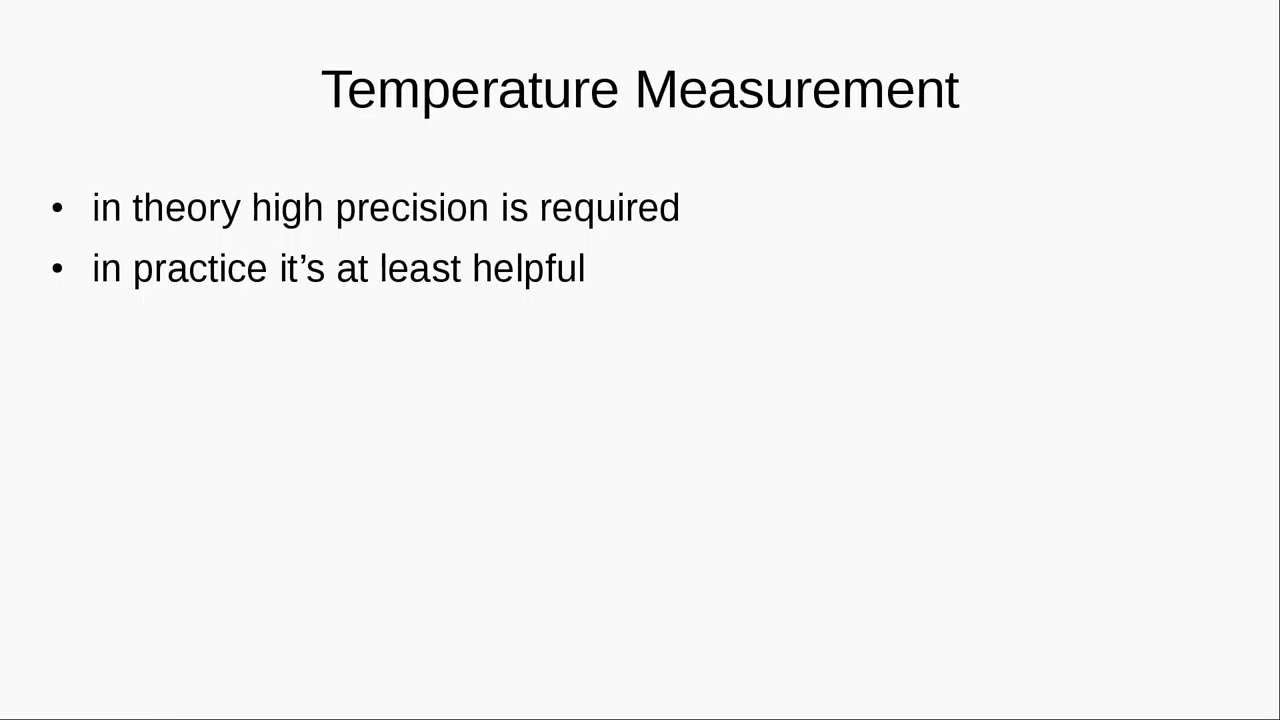 Temperature Measurement
• in theory high precision is required
• in practice it’s at least helpful